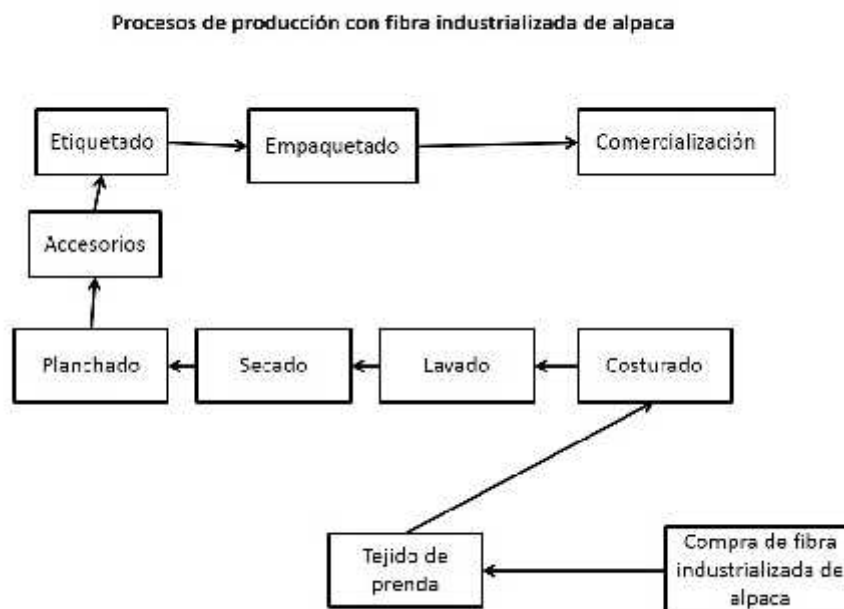 Procesos de producción con fibra industrializada de alpaca
Etiquetado
Empaquetado
Comercialización
Accesorios
Planchado
Secado
Lavado
Costurado
Tejido de
prenda
Compra de fibra
industrializada de
alpaca